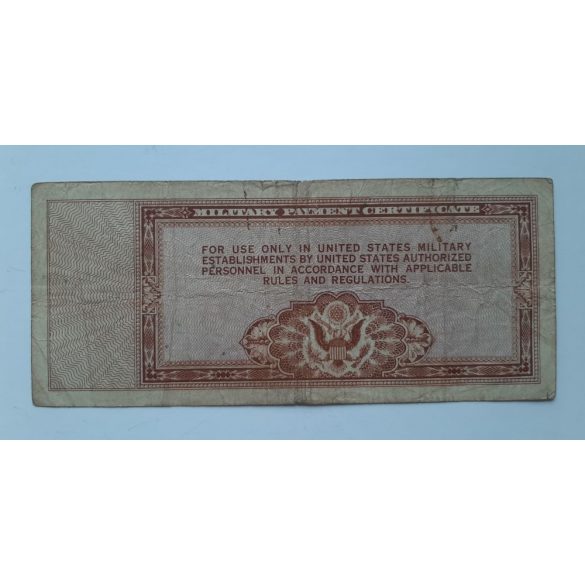 MILITARY PAYMENT CERTIFICATE
FOR USE ONLY IN UNITED STATES MILITARY
ESTABLISHMENTS BY UNITED STATES AUTHORIZED
PERSONNEL IN ACCORDANCE WITH APPLICABLE
RULES AND REGULATIONS.